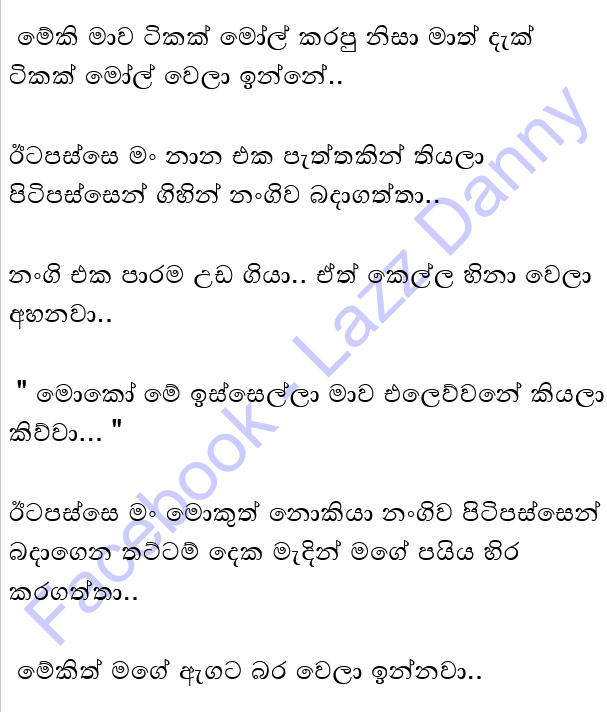 මේකි මාව ටිකක් මෝල් කරපු නිසා මාත් දැක්
ටිකක් මෝල් වෙලා ඉන්නේ..
ඊටපස්සෙ මං නාන එක පැත්තකින් තියලා
පිටිපස්සෙන් ගිහින් නංගිව බදාගත්තා..
නංගි එක පාරම උඩ ගියා.. ඒත් කෙල්ල හිනා වෙලා
අහනවා..
" මොකෝ මේ ඉස්සෙල්ලා මාව එලෙව්වනේ කියලා
කිව්වා... "
ඊටපස්සෙ මං මොකුත් නොකියා නංගිව පිටිපස්සෙන්
බදාගෙන තට්ටම් දෙක මැදින් මගේ පයිය හිර
කරගත්තා..
මේකිත් මගේ ඇගට බර වෙලා ඉන්නවා..
Facebook - Lazz Danny